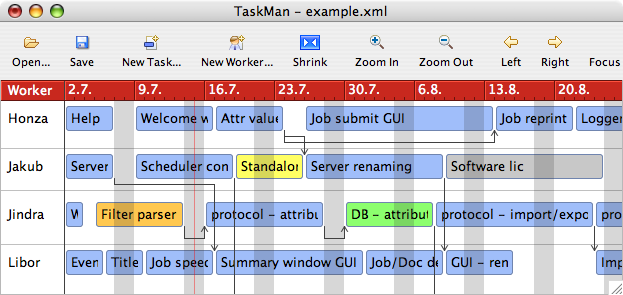 TaskMan – example.xml
Open... Save New Task... New Worker... Shrink Zoom In Zoom Out Left Right Focus
Worker 2.7. 9.7. 16.7. 23.7. 30.7. 6.8. 13.8. 20.8.
Honza Help Welcome w Attr value Job submit GUI Job reprint Logger
Jakub Server Scheduler con Standalon Server renaming Software lic
Jindra W Filter parser protocol – attribu DB – attribut protocol – import/expo pro
Libor Even Title Job speed Summary window GUI Job/Doc de GUI – ren Imp